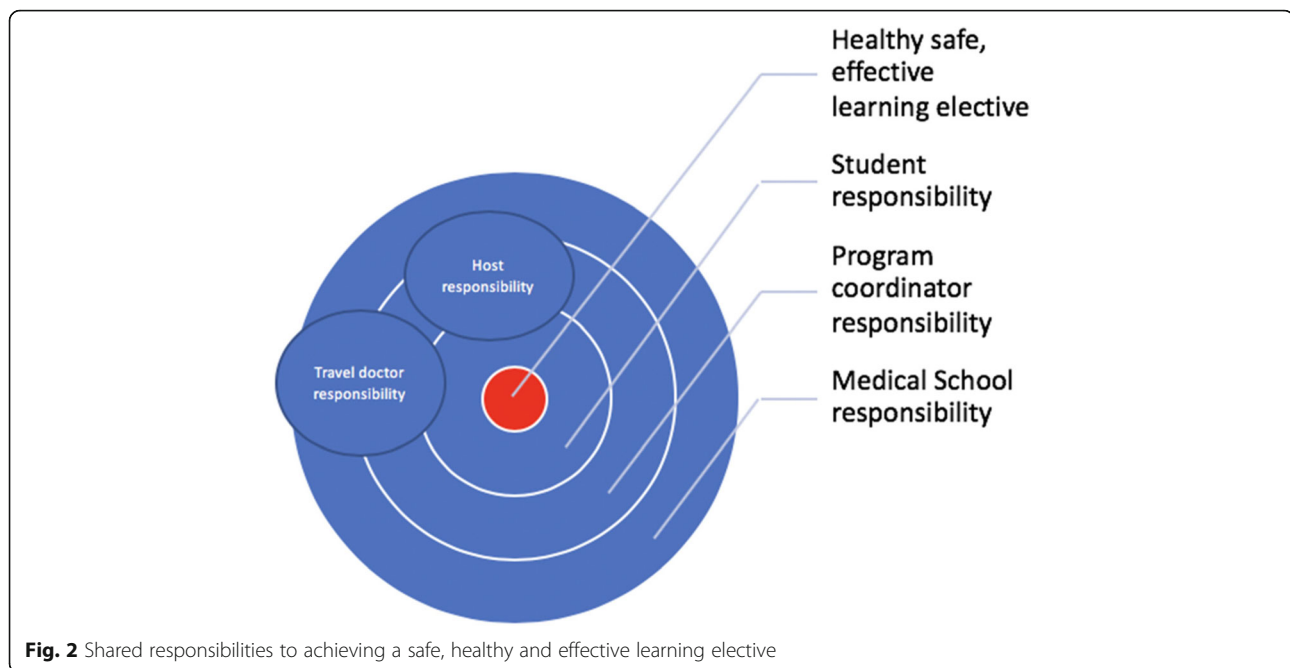 Healthy safe,
effective
learning elective
Student
responsibility
Program
coordinator
responsibility
Medical School
responsibility
Host
responsibility
Travel doctor
responsibility
Fig. 2 Shared responsibilities to achieving a safe, healthy and effective learning elective